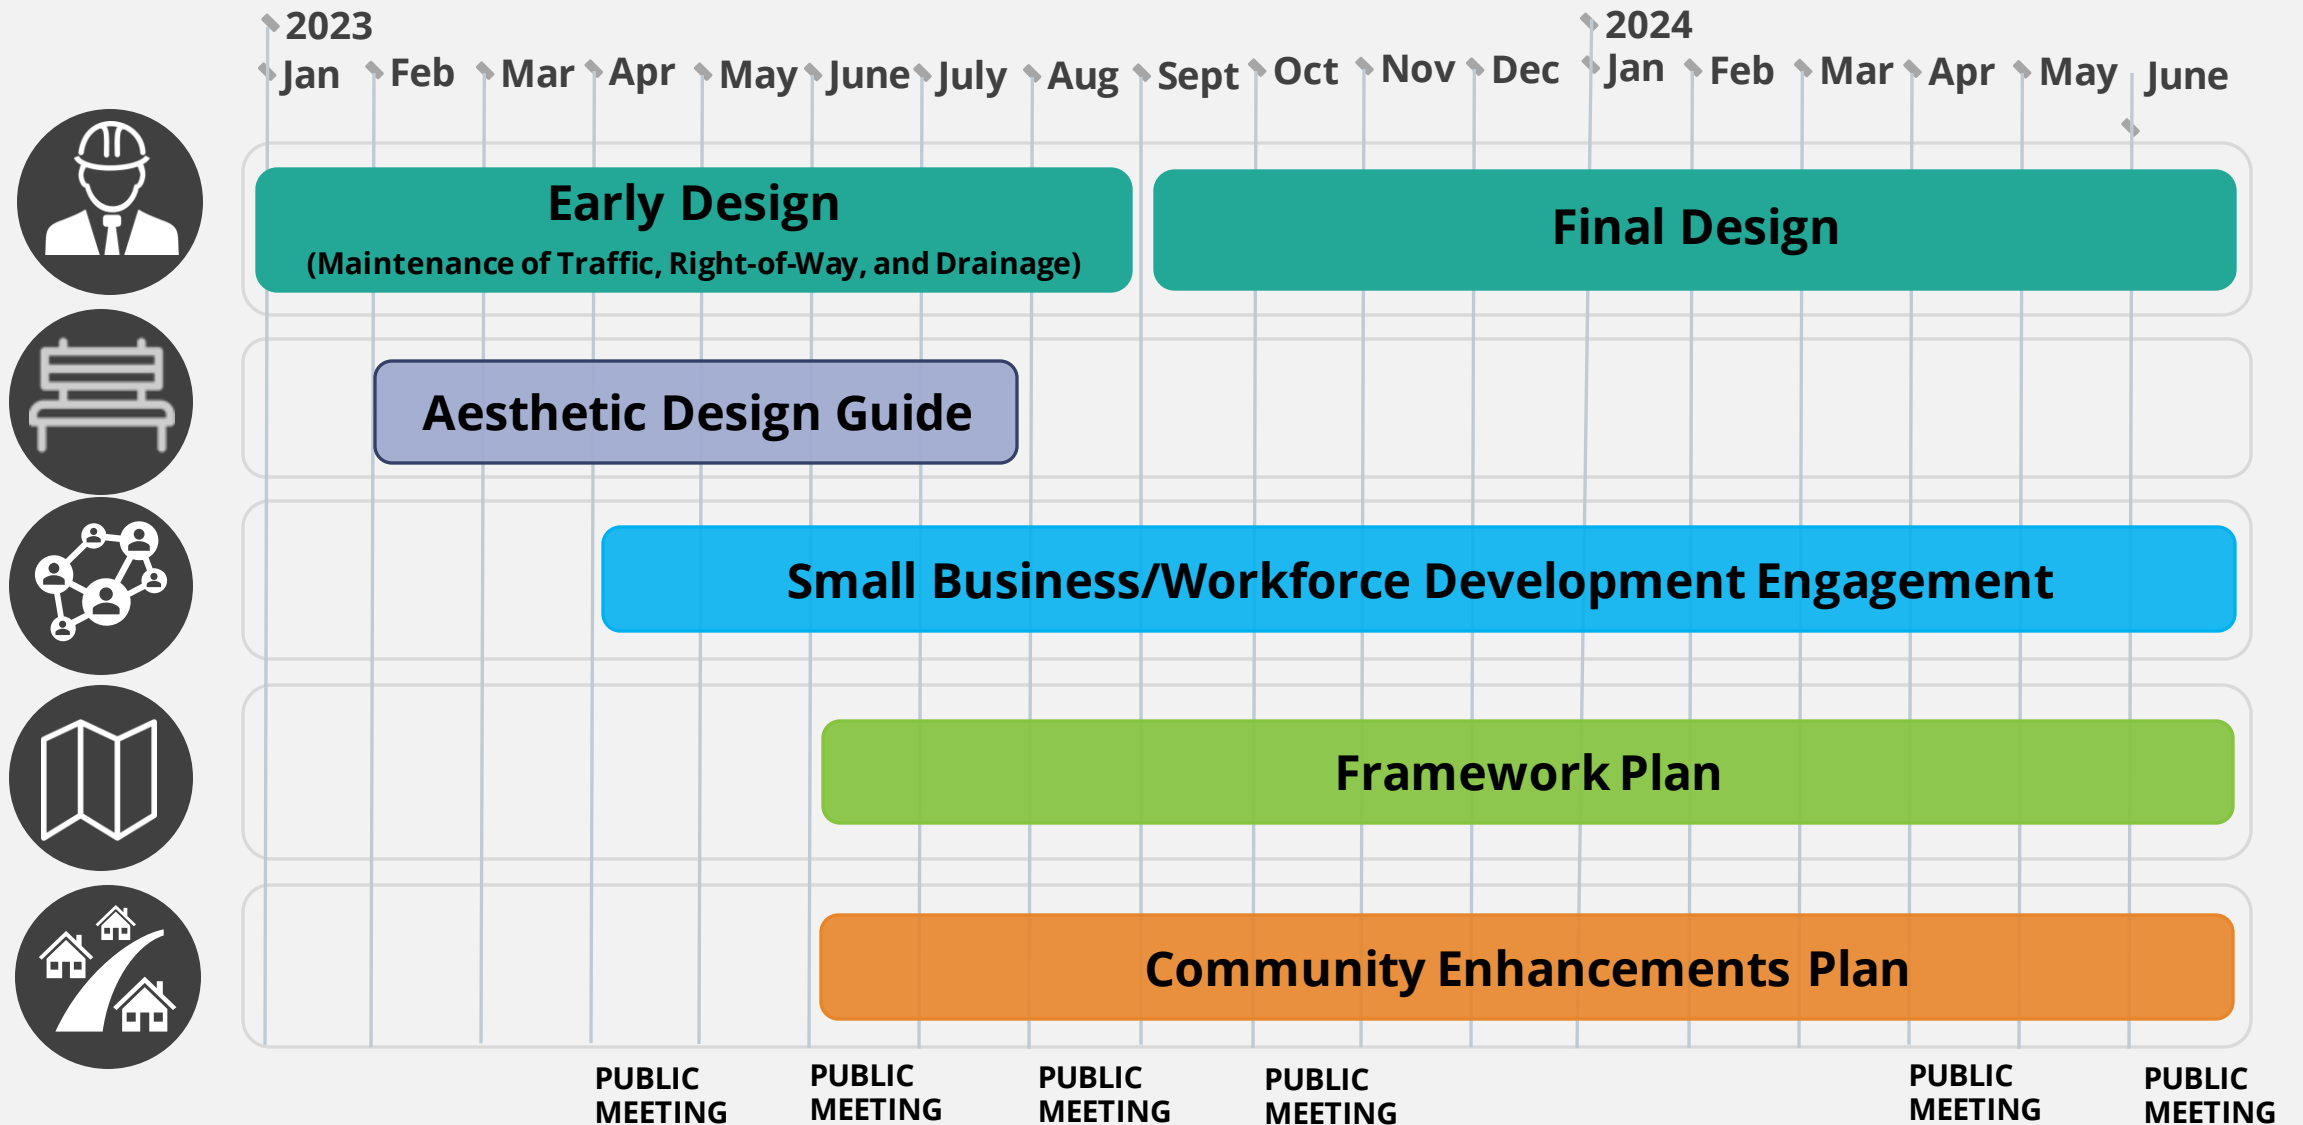 2023
2024
Jan
Feb
Mar
Apr
May
June
July
Aug
Sept
Oct
Nov
Dec
Jan
Feb
Mar
Apr
May
June
Early Design
(Maintenance of Traffic, Right-of-Way, and Drainage)
Final Design
Aesthetic Design Guide
Small Business/Workforce Development Engagement
Framework Plan
Community Enhancements Plan
PUBLIC
MEETING
PUBLIC
MEETING
PUBLIC
MEETING
PUBLIC
MEETING
PUBLIC
MEETING
PUBLIC
MEETING